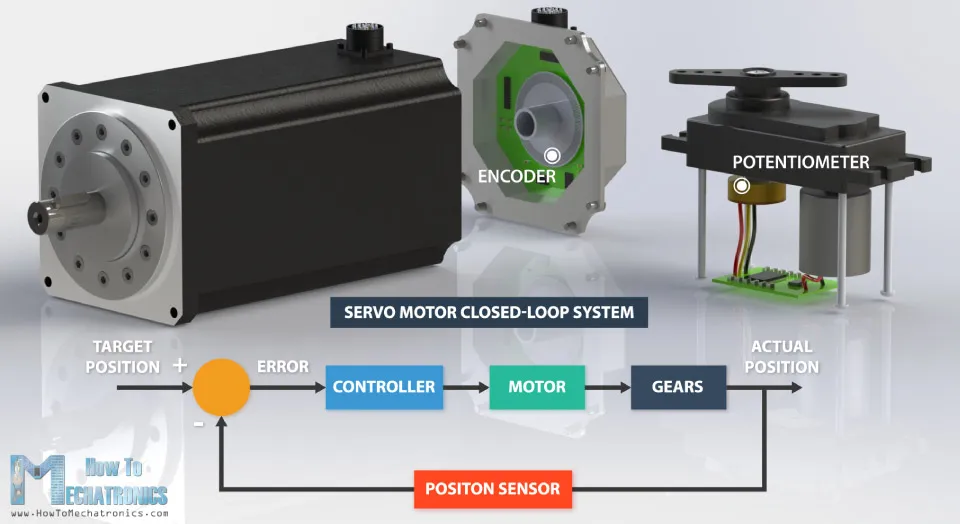 ENCODER
POTENTIOMETER
SERVO MOTOR CLOSED-LOOP SYSTEM
TARGET
POSITION
+
ERROR
CONTROLLER
MOTOR
GEARS
ACTUAL
POSITION
-
POSITON SENSOR
How To
MECHATRONICS
www.HowToMechatronics.com